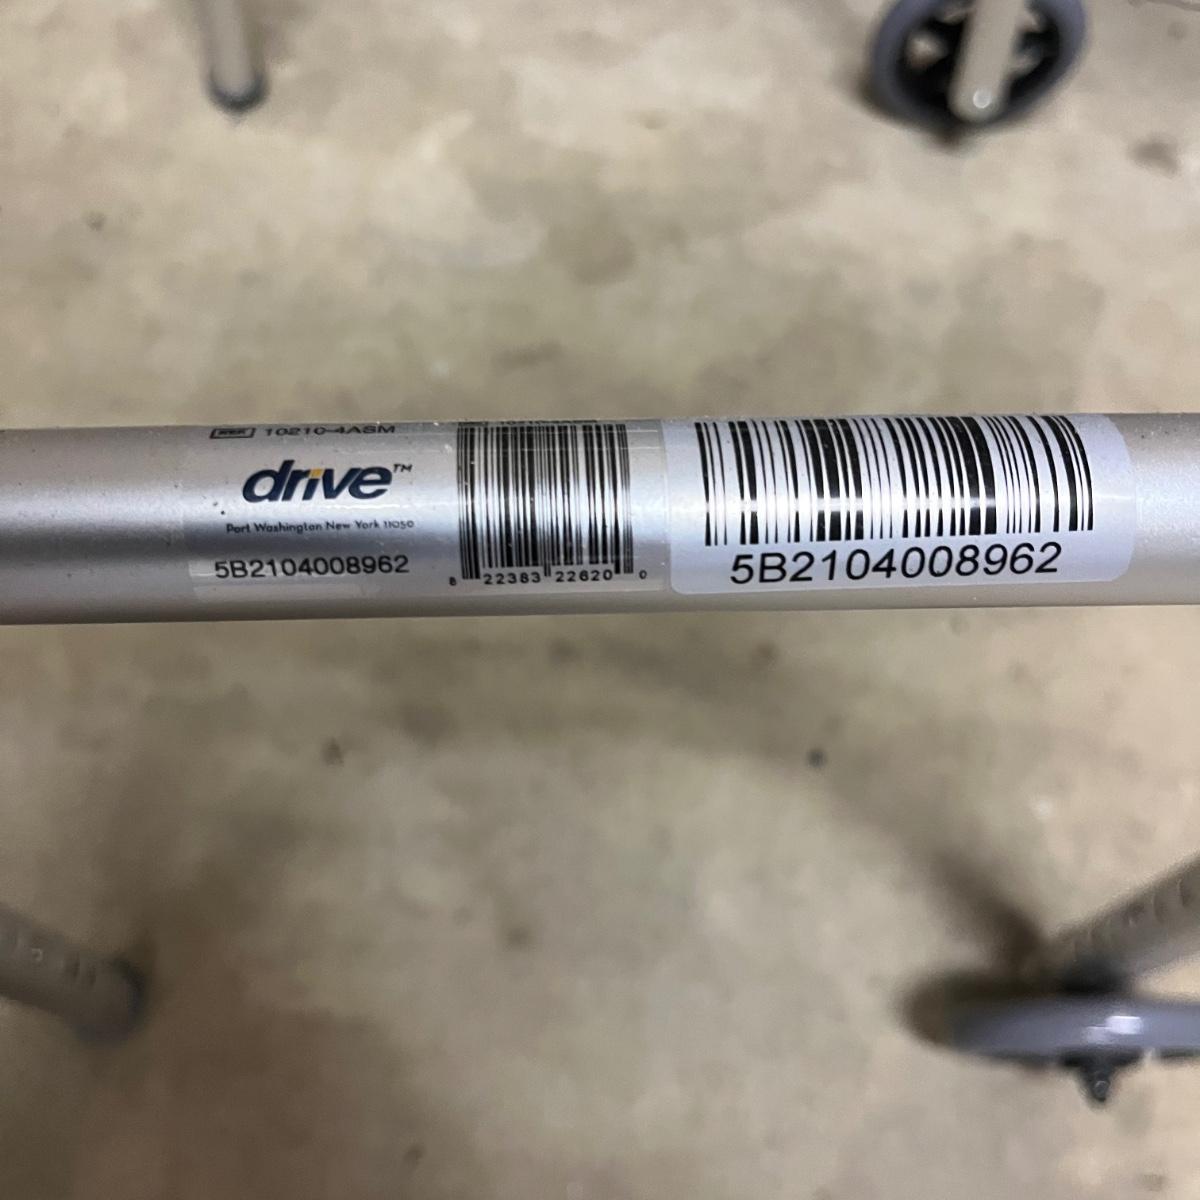 REF 10210-4ASM
drive™
Port Washington New York 11050
5B2104008962
8 22383 22620 0
5B2104008962